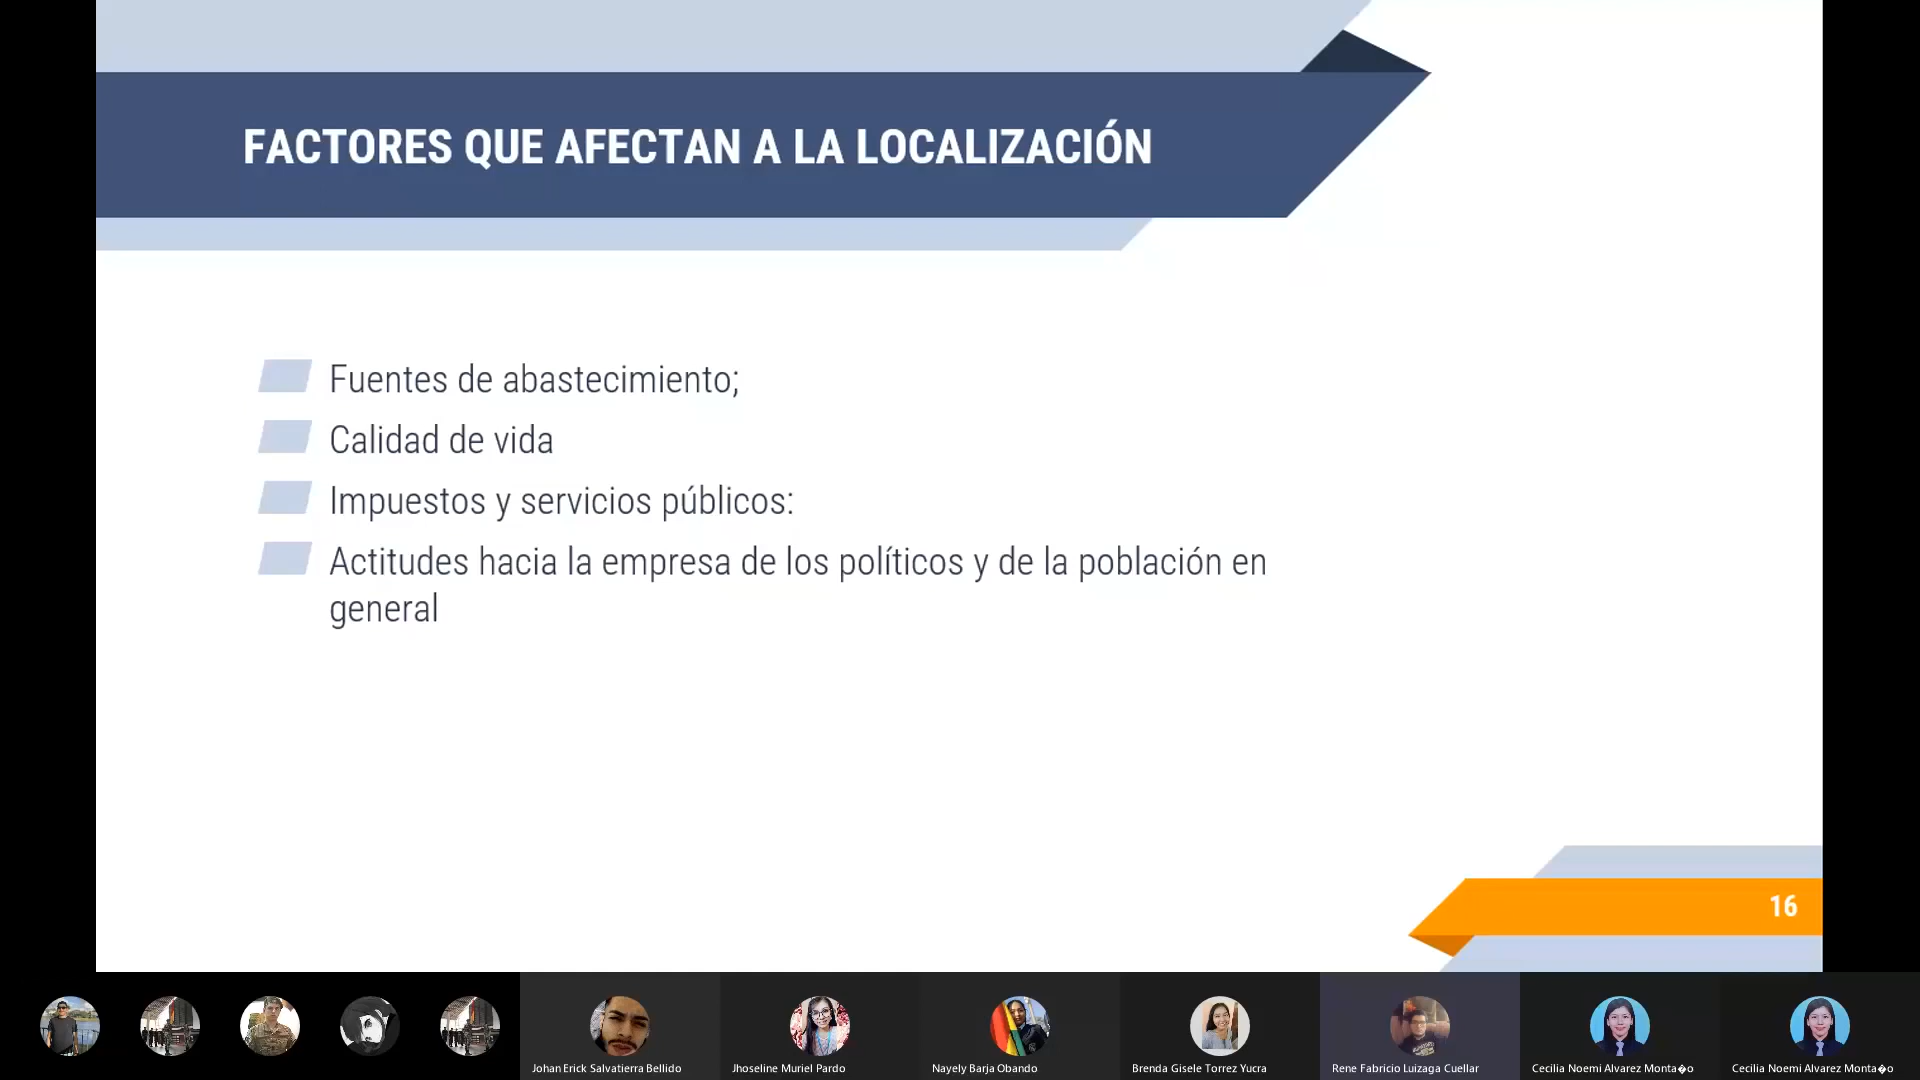 FACTORES QUE AFECTAN A LA LOCALIZACIÓN
Fuentes de abastecimiento;
Calidad de vida
Impuestos y servicios públicos:
Actitudes hacia la empresa de los políticos y de la población en
general
16
Johan Erick Salvatierra Bellido
Jhoseline Muriel Pardo
Nayely Barja Obando
Brenda Gisele Torrez Yucra
Rene Fabricio Luizaga Cuellar
Cecilia Noemi Alvarez Monta�o
Cecilia Noemi Alvarez Monta�o